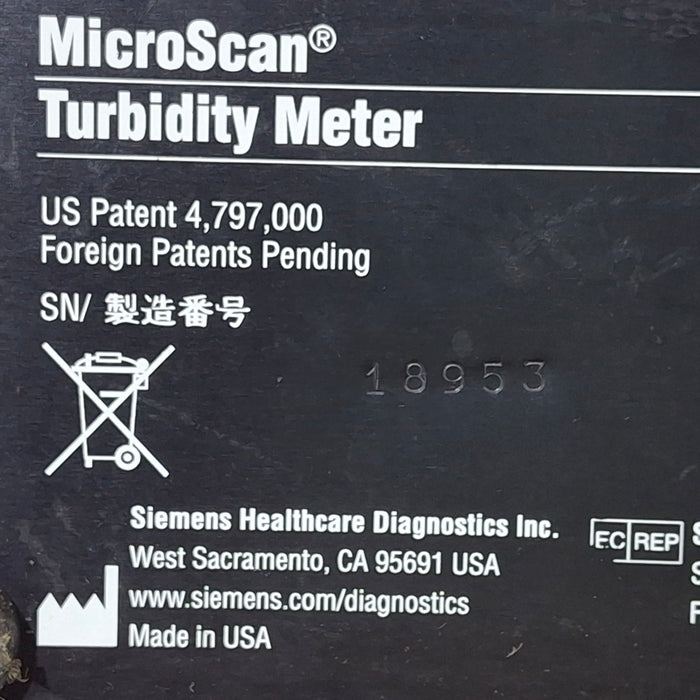 MicroScan®
Turbidity Meter
US Patent 4,797,000
Foreign Patents Pending
SN/ 製造番号
18953
Siemens Healthcare Diagnostics Inc.
West Sacramento, CA 95691 USA
www.siemens.com/diagnostics
Made in USA
EC REP